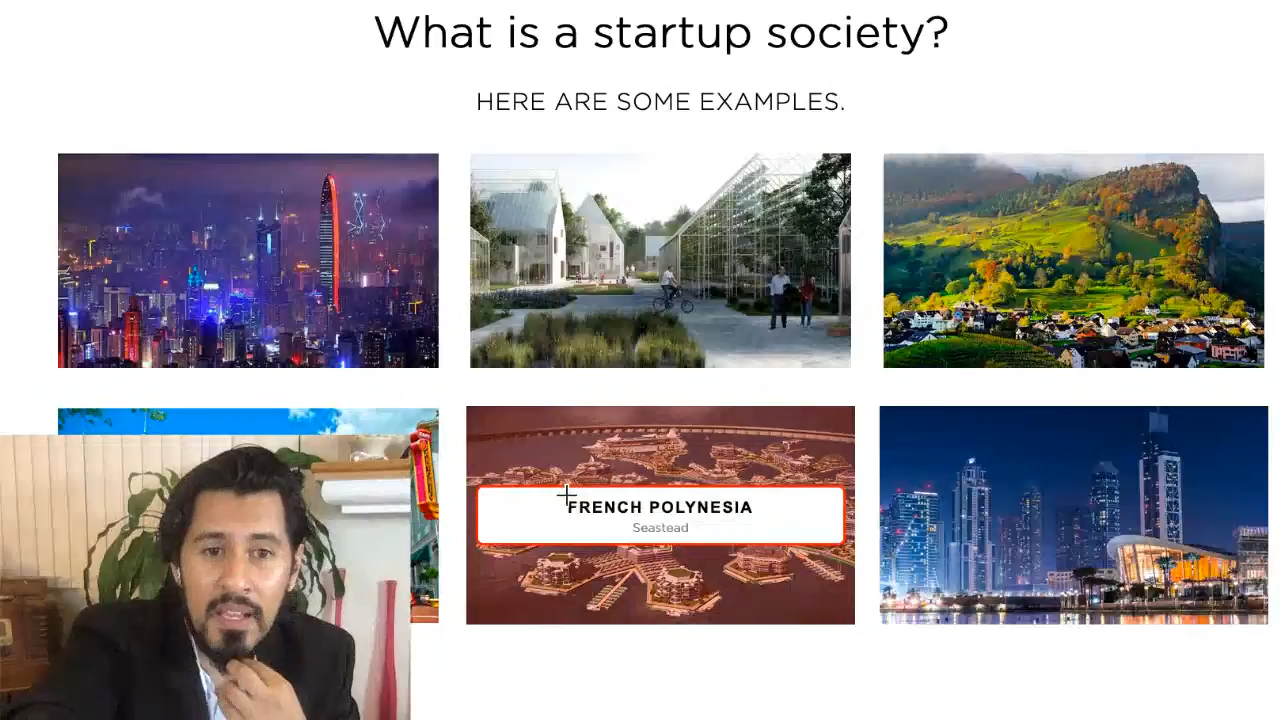 What is a startup society?
HERE ARE SOME EXAMPLES.
FRENCH POLYNESIA
Seastead